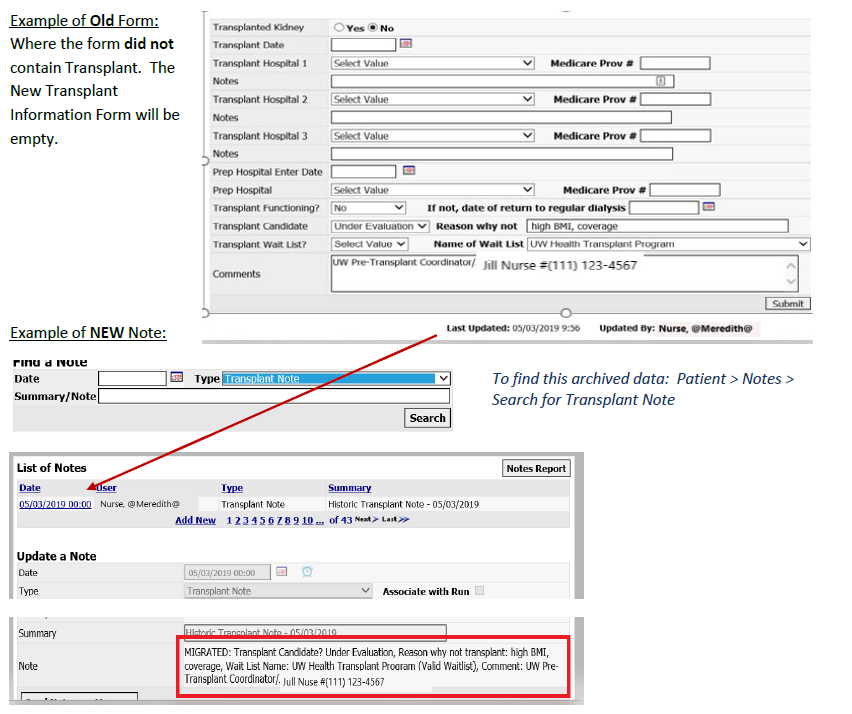 Example of Old Form:
Where the form did not
contain Transplant. The
New Transplant
Information Form will be
empty.
Transplanted Kidney Yes No
Transplant Date
Transplant Hospital 1 Select Value Medicare Prov #
Notes
Transplant Hospital 2 Select Value Medicare Prov #
Notes
Transplant Hospital 3 Select Value Medicare Prov #
Notes
Prep Hospital Enter Date
Prep Hospital Select Value Medicare Prov #
Transplant Functioning? No If not, date of return to regular dialysis
Transplant Candidate Under Evaluation Reason why not high BMI, coverage
Transplant Wait List? Select Value Name of Wait List UW Health Transplant Program
Comments UW Pre-Transplant Coordinator/ Jill Nurse #(111) 123-4567
Submit
Last Updated: 05/03/2019 9:56 Updated By: Nurse, @Meredith@
Example of NEW Note:
Find a Note
Date Type Transplant Note
Summary/Note
Search
To find this archived data: Patient > Notes >
Search for Transplant Note
List of Notes Notes Report
Date User Type Summary
05/03/2019 00:00 Nurse, @Meredith@ Transplant Note Historic Transplant Note - 05/03/2019
Add New 1 2 3 4 5 6 7 8 9 10 ... of 43 Next> Last>>
Update a Note
Date 05/03/2019 00:00
Type Transplant Note Associate with Run
Summary Historic Transplant Note - 05/03/2019
Note MIGRATED: Transplant Candidate? Under Evaluation, Reason why not transplant: high BMI,
coverage, Wait List Name: UW Health Transplant Program (Valid Waitlist), Comment: UW Pre-
Transplant Coordinator/. Jull Nuse #(111) 123-4567